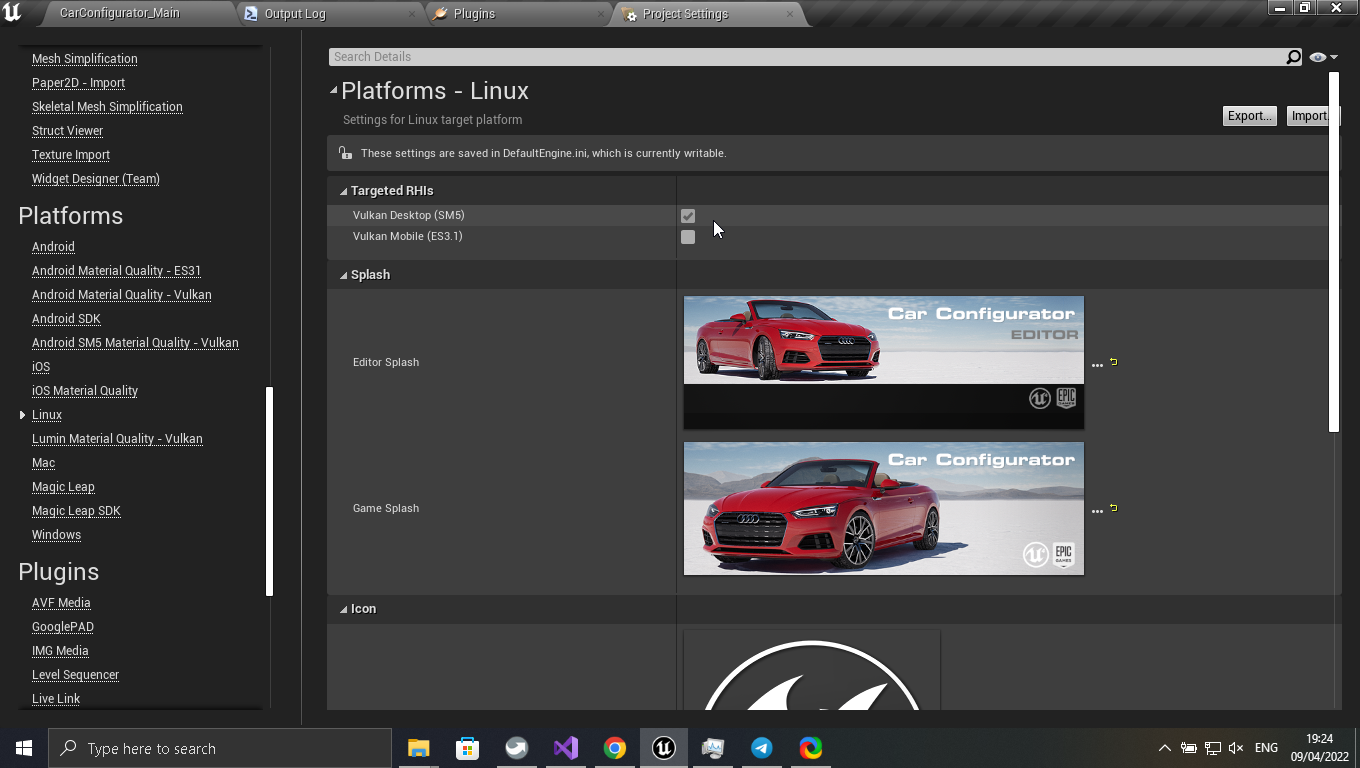 CarConfigurator_Main
Output Log
Plugins
Project Settings
Mesh Simplification
Paper2D - Import
Skeletal Mesh Simplification
Struct Viewer
Texture Import
Widget Designer (Team)
Platforms
Android
Android Material Quality - ES31
Android Material Quality - Vulkan
Android SDK
Android SM5 Material Quality - Vulkan
iOS
iOS Material Quality
Linux
Lumin Material Quality - Vulkan
Mac
Magic Leap
Magic Leap SDK
Windows
Plugins
AVF Media
GooglePAD
IMG Media
Level Sequencer
Live Link
Search Details
Platforms - Linux
Settings for Linux target platform
Export...
Import.
These settings are saved in DefaultEngine.ini, which is currently writable.
Targeted RHIs
Vulkan Desktop (SM5)
Vulkan Mobile (ES3.1)
Splash
Editor Splash
Car Configurator
EDITOR
EPIC
GAMES
Game Splash
Car Configurator
EPIC
GAMES
Icon
Type here to search
ENG
19:24
09/04/2022